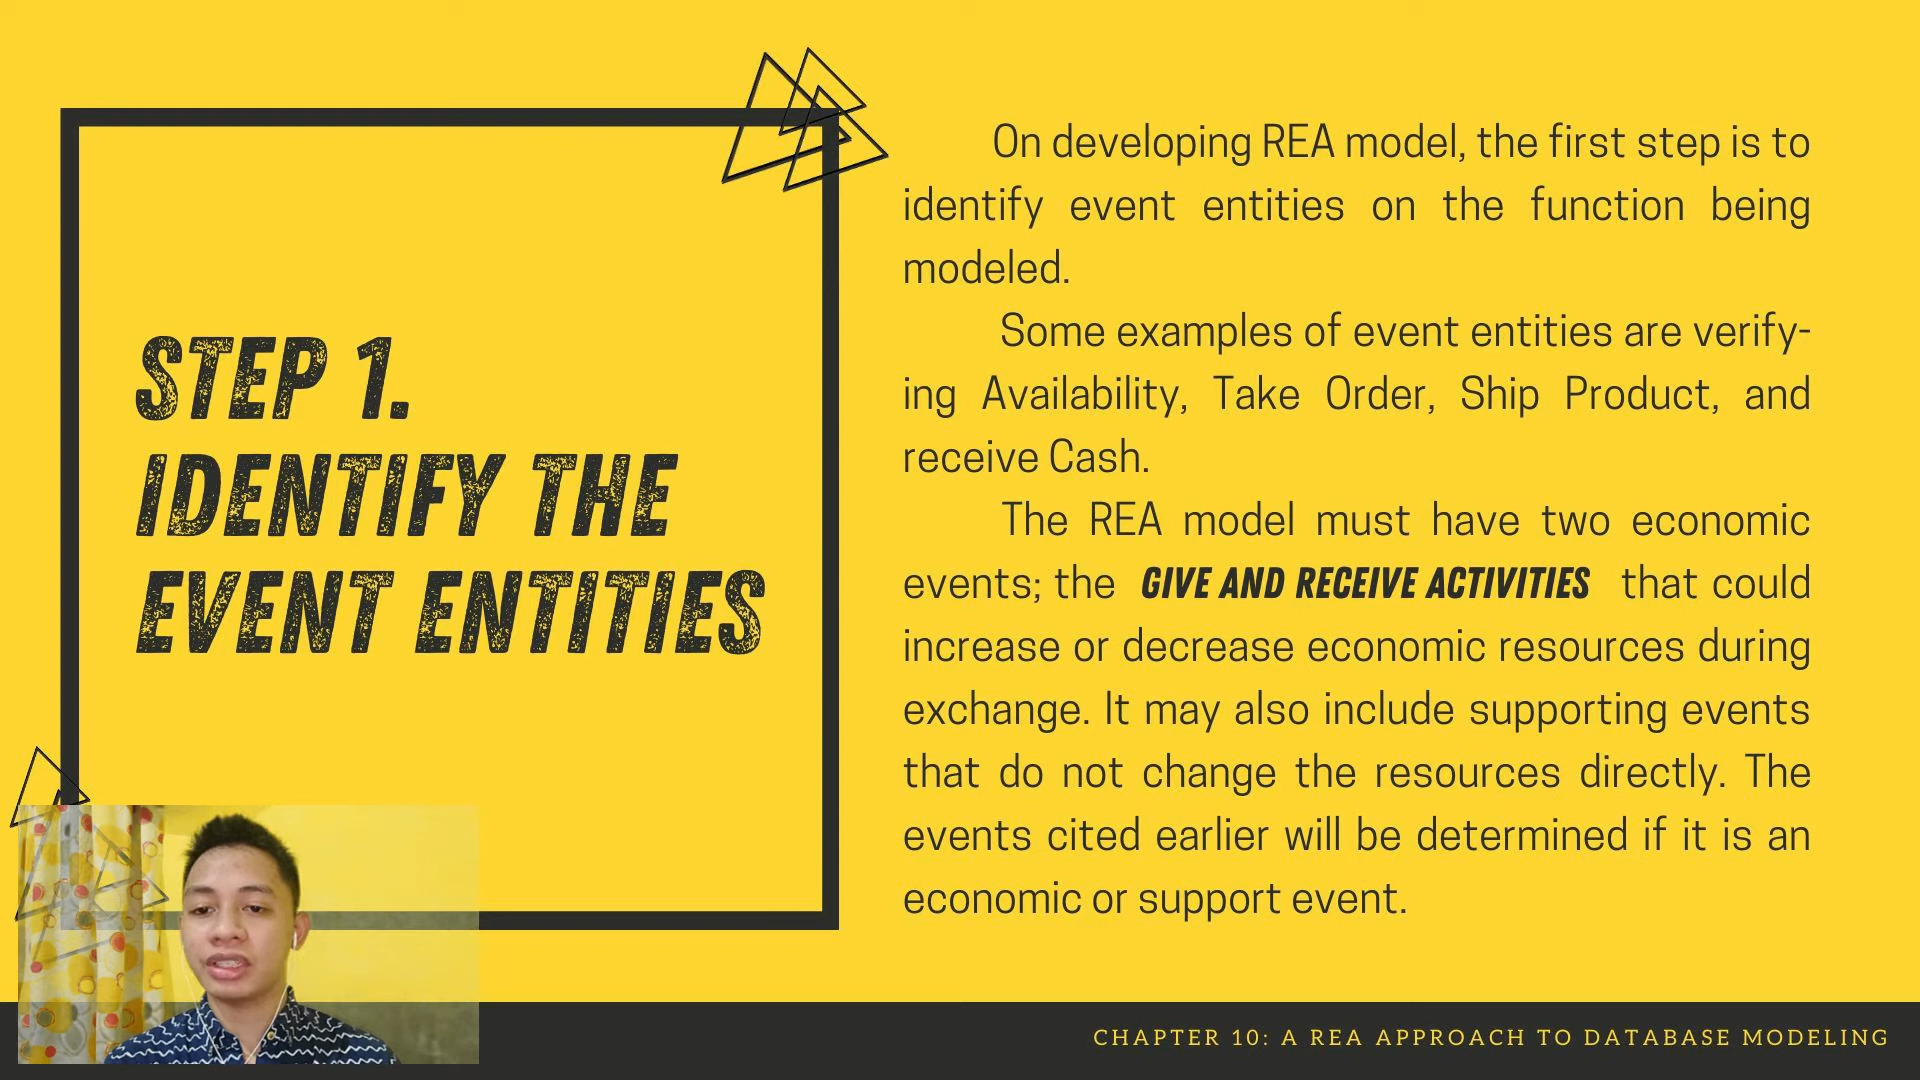 STEP 1.
IDENTIFY THE
EVENT ENTITIES
On developing REA model, the first step is to
identify event entities on the function being
modeled.
Some examples of event entities are verify-
ing Availability, Take Order, Ship Product, and
receive Cash.
The REA model must have two economic
events; the GIVE AND RECEIVE ACTIVITIES that could
increase or decrease economic resources during
exchange. It may also include supporting events
that do not change the resources directly. The
events cited earlier will be determined if it is an
economic or support event.
CHAPTER 10: A REA APPROACH TO DATABASE MODELING